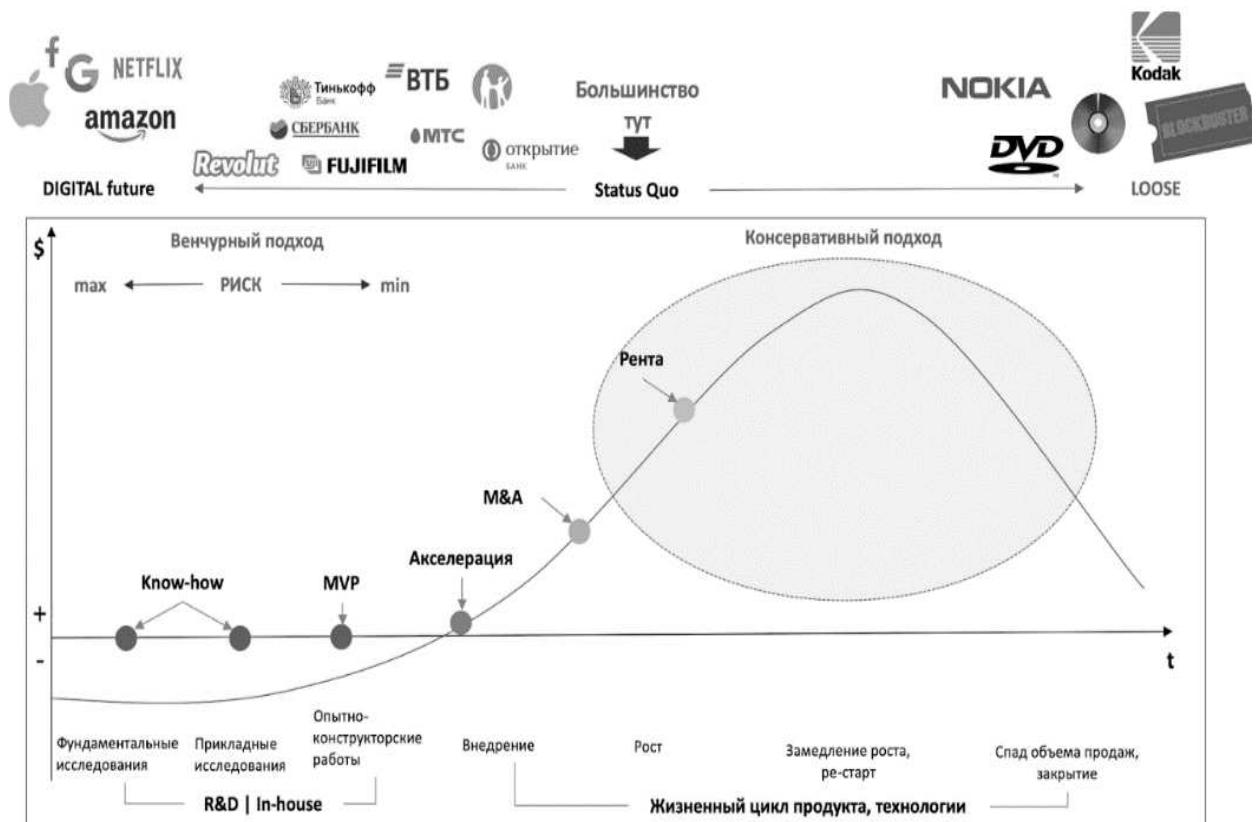 f
G
NETFLIX
amazon
Тинькофф
Банк
ВТБ
СБЕРБАНК
МТС
ОТКРЫТИЕ
БАНК
Revolut
FUJIFILM
Большинство
тут
NOKIA
DVD
Kodak
BLOCKBUSTER
DIGITAL future
Status Quo
LOOSE
$
Венчурный подход
Консервативный подход
max
РИСК
min
Рента
M&A
Акселерация
Know-how
MVP
+
-
t
Фундаментальные
исследования
Прикладные
исследования
Опытно-
конструкторские
работы
Внедрение
Рост
Замедление роста,
ре-старт
Спад объема продаж,
закрытие
R&D | In-house
Жизненный цикл продукта, технологии